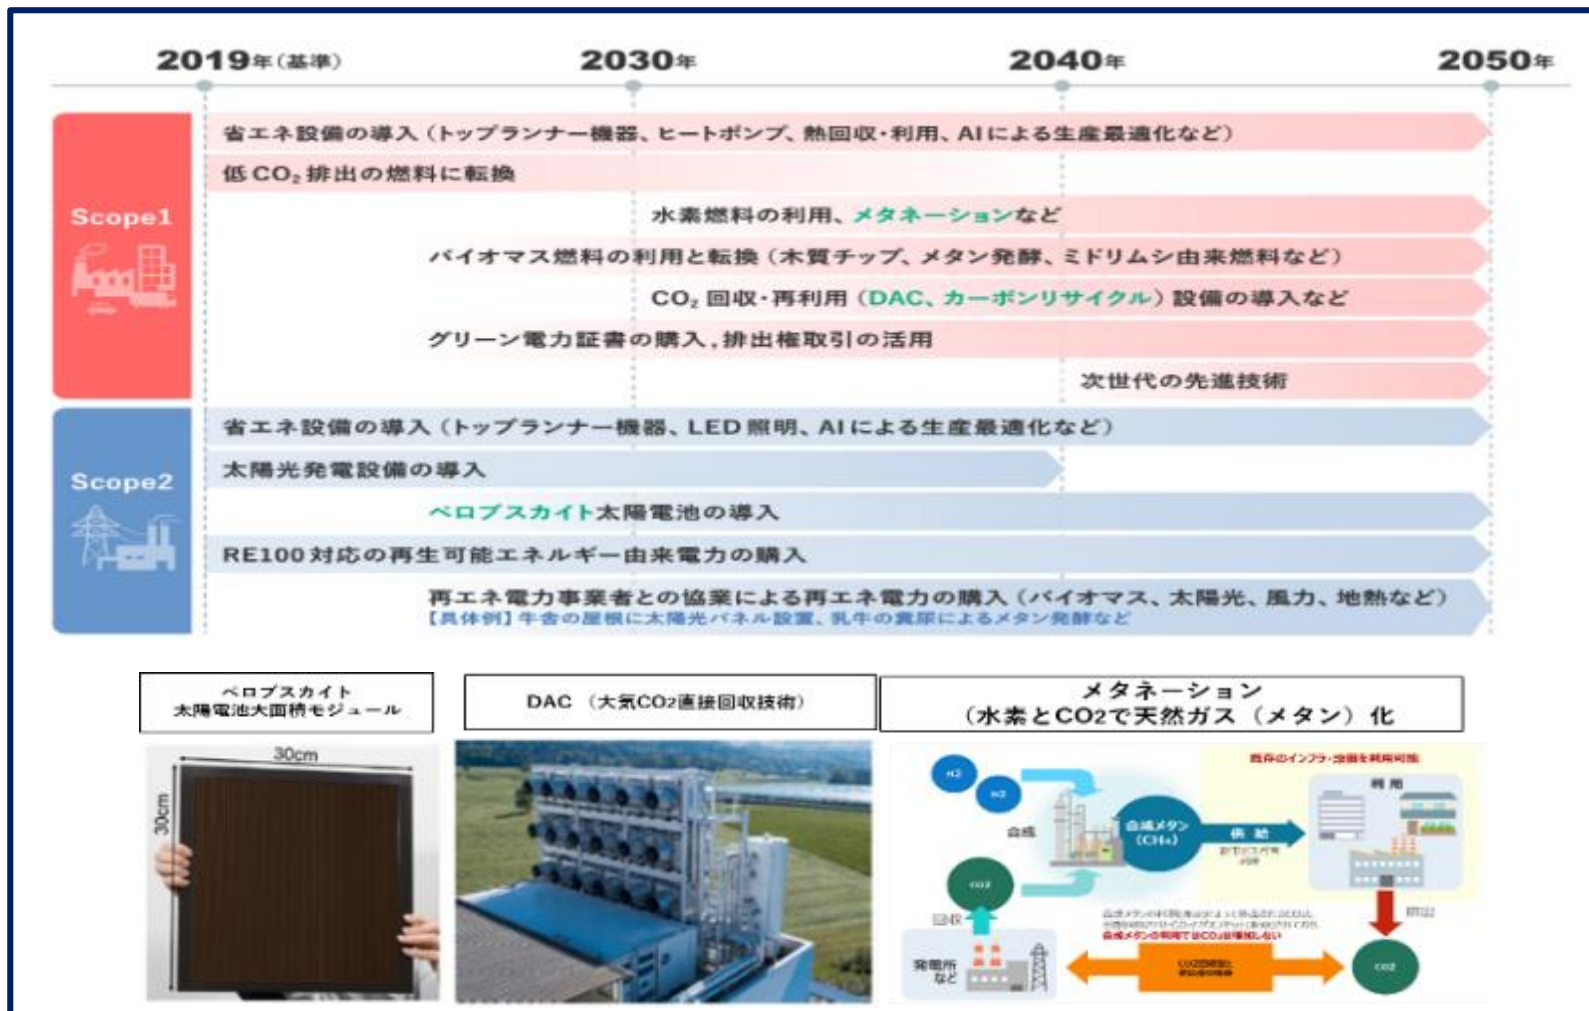 2019年(基準)
2030年
2040年
2050年
Scope1
省エネ設備の導入(トップランナー機器、ヒートポンプ、熱回収・利用、AIによる生産最適化など)
低CO₂排出の燃料に転換
水素燃料の利用、メタネーションなど
バイオマス燃料の利用と転換(木質チップ、メタン発酵、ミドリムシ由来燃料など)
CO₂回収・再利用(DAC、カーボンリサイクル)設備の導入など
グリーン電力証書の購入,排出権取引の活用
次世代の先進技術
Scope2
省エネ設備の導入(トップランナー機器、LED照明、AIによる生産最適化など)
太陽光発電設備の導入
ペロブスカイト太陽電池の導入
RE100対応の再生可能エネルギー由来電力の購入
再エネ電力事業者との協業による再エネ電力の購入(バイオマス、太陽光、風力、地熱など)
【具体例】牛舎の屋根に太陽光パネル設置、乳牛の糞尿によるメタン発酵など
ペロブスカイト
太陽電池大面積モジュール
30cm
30cm
DAC (大気CO2直接回収技術)
メタネーション
(水素とCO2で天然ガス(メタン)化
H2
H2
合成
CO2
回収
発電所
など
合成メタン
(CH₄)
供給
既存のインフラ・設備を利用可能
利用
排出
CO2
合成メタンの利用ではCO₂は増加しない